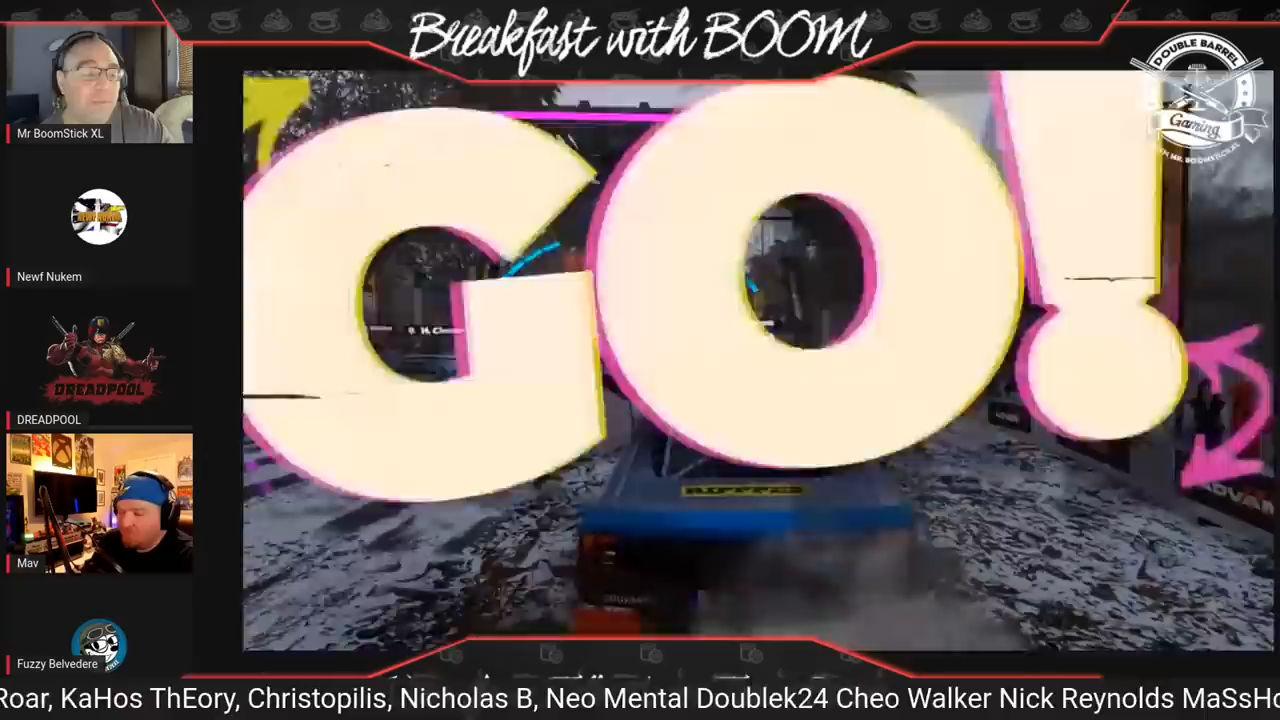 Breakfast with BOOM
DOUBLE BARREL
Gaming
Mr BoomStick XL
Newf Nukem
DREADPOOL
DREADPOOL
Mav
Fuzzy Belvedere
GO!
Roar, KaHos ThEory, Christopilis, Nicholas B, Neo Mental Doublek24 Cheo Walker Nick Reynolds MaSsHo